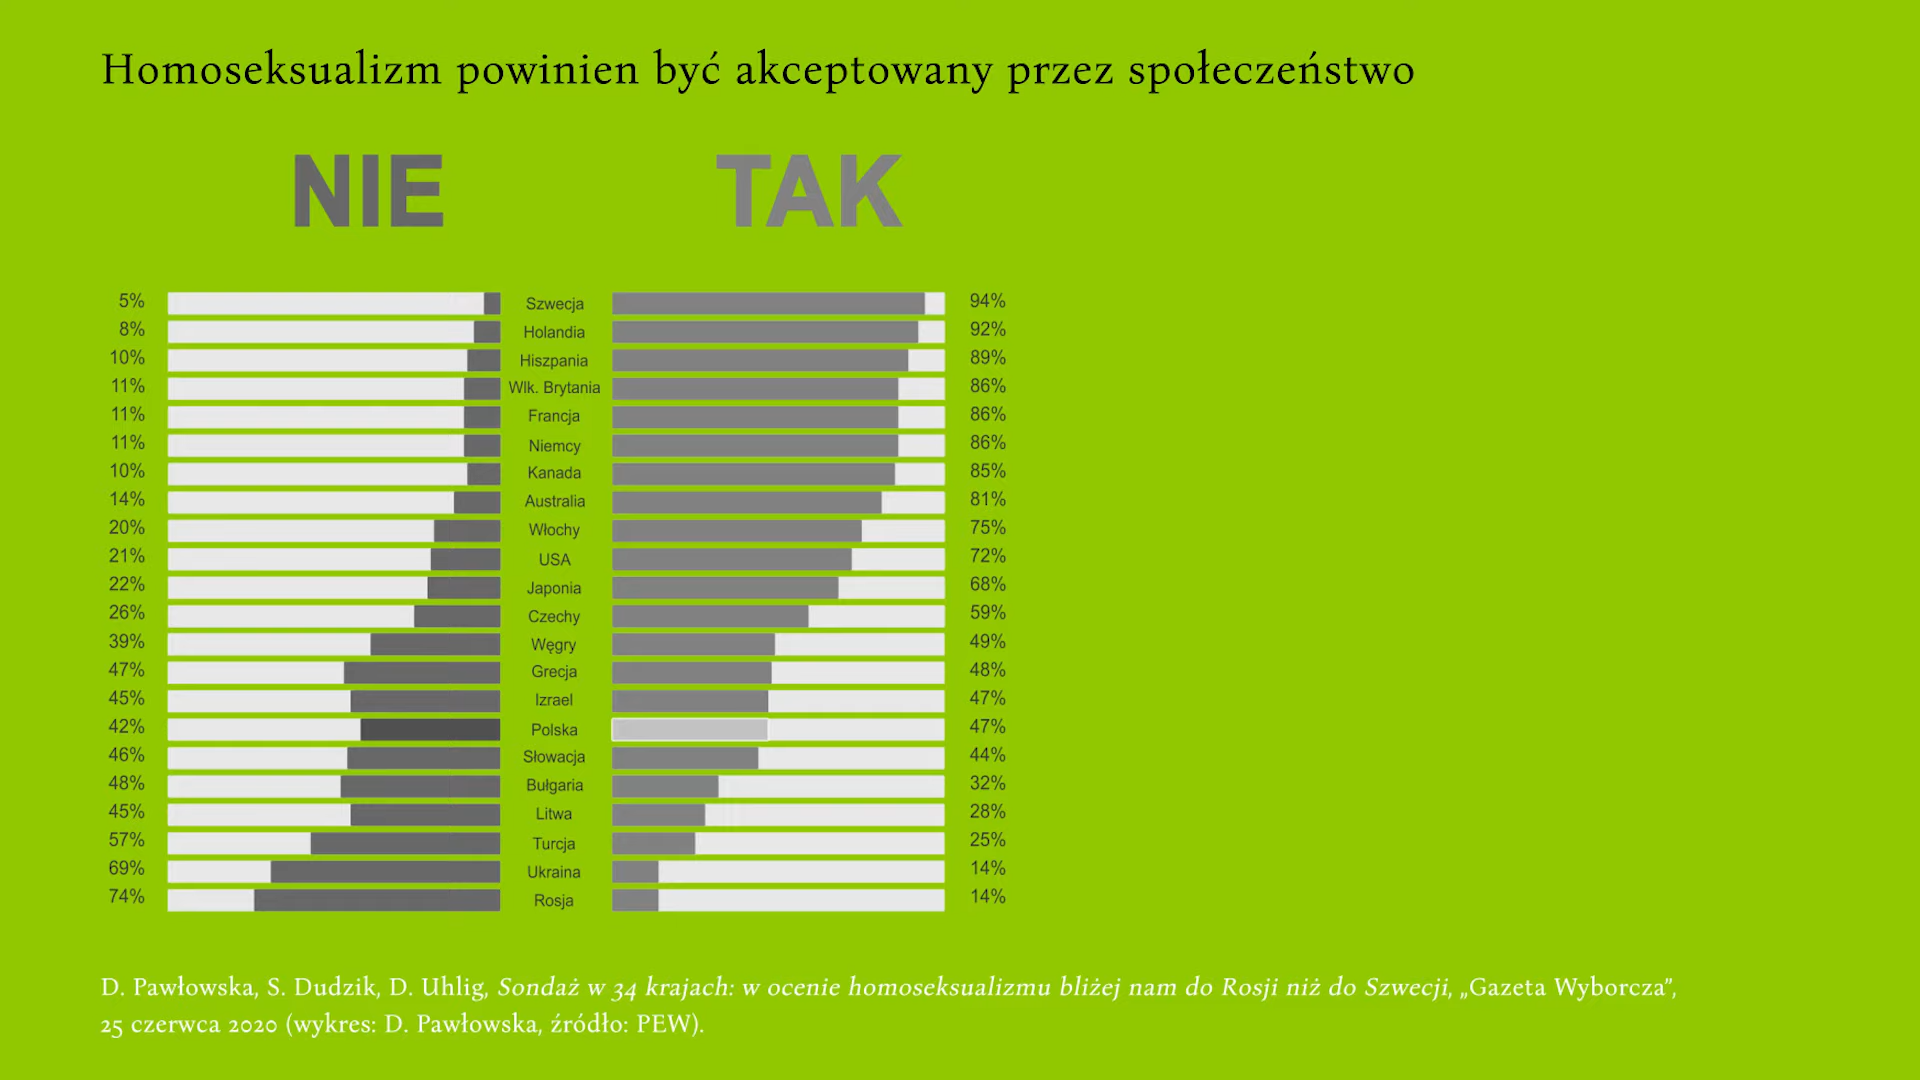 Homoseksualizm powinien być akceptowany przez społeczeństwo
NIE TAK
5% Szwecja 94%
8% Holandia 92%
10% Hiszpania 89%
11% Wlk. Brytania 86%
11% Francja 86%
11% Niemcy 86%
10% Kanada 85%
14% Australia 81%
20% Włochy 75%
21% USA 72%
22% Japonia 68%
26% Czechy 59%
39% Węgry 49%
47% Grecja 48%
45% Izrael 47%
42% Polska 47%
46% Słowacja 44%
48% Bułgaria 32%
45% Litwa 28%
57% Turcja 25%
69% Ukraina 14%
74% Rosja 14%
D. Pawłowska, S. Dudzik, D. Uhlig, Sondaż w 34 krajach: w ocenie homoseksualizmu bliżej nam do Rosji niż do Szwecji, „Gazeta Wyborcza”,
25 czerwca 2020 (wykres: D. Pawłowska, źródło: PEW).